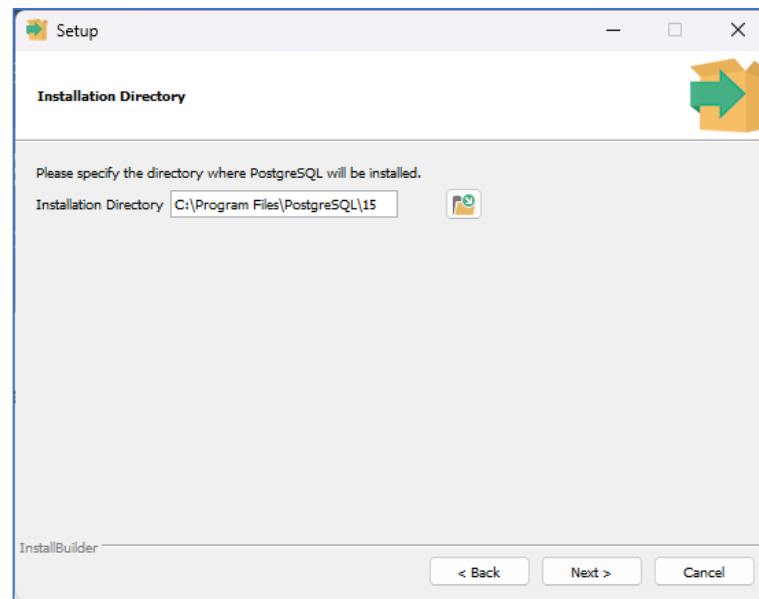 Setup
Installation Directory
Please specify the directory where PostgreSQL will be installed.
Installation Directory C:\Program Files\PostgreSQL\15
InstallBuilder
< Back Next > Cancel